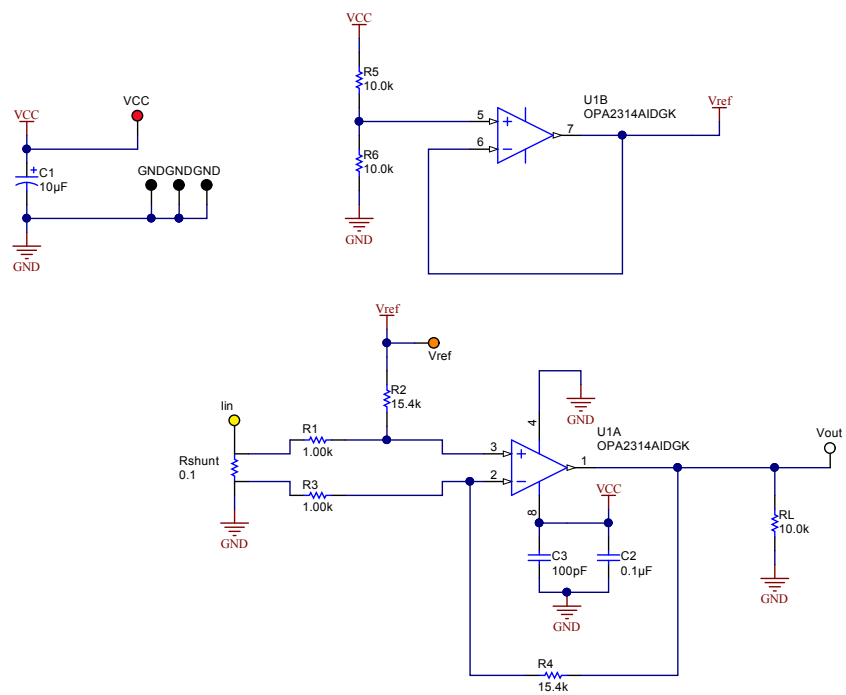 VCC
R5
10.0k
R6
10.0k
GND
5
6
7
U1B
OPA2314AIDGK
Vref
VCC
VCC
C1
10µF
GND
GND
GND
GND
Vref
Vref
R2
15.4k
Iin
R1
1.00k
Rshunt
0.1
R3
1.00k
GND
GND
4
U1A
OPA2314AIDGK
3
2
1
8
Vout
VCC
C3
100pF
C2
0.1µF
GND
RL
10.0k
GND
R4
15.4k